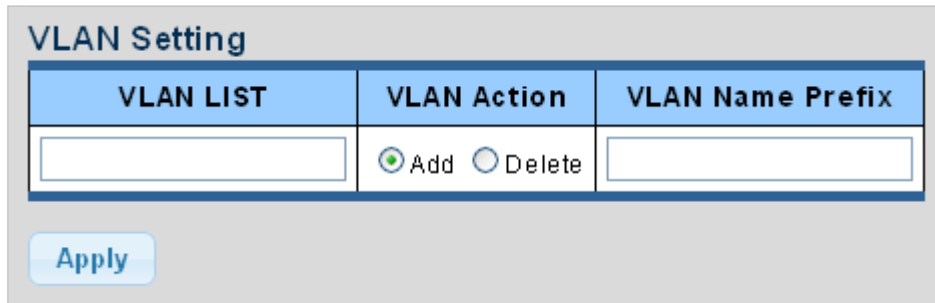 VLAN Setting
VLAN LIST VLAN Action VLAN Name Prefix
Add Delete
Apply